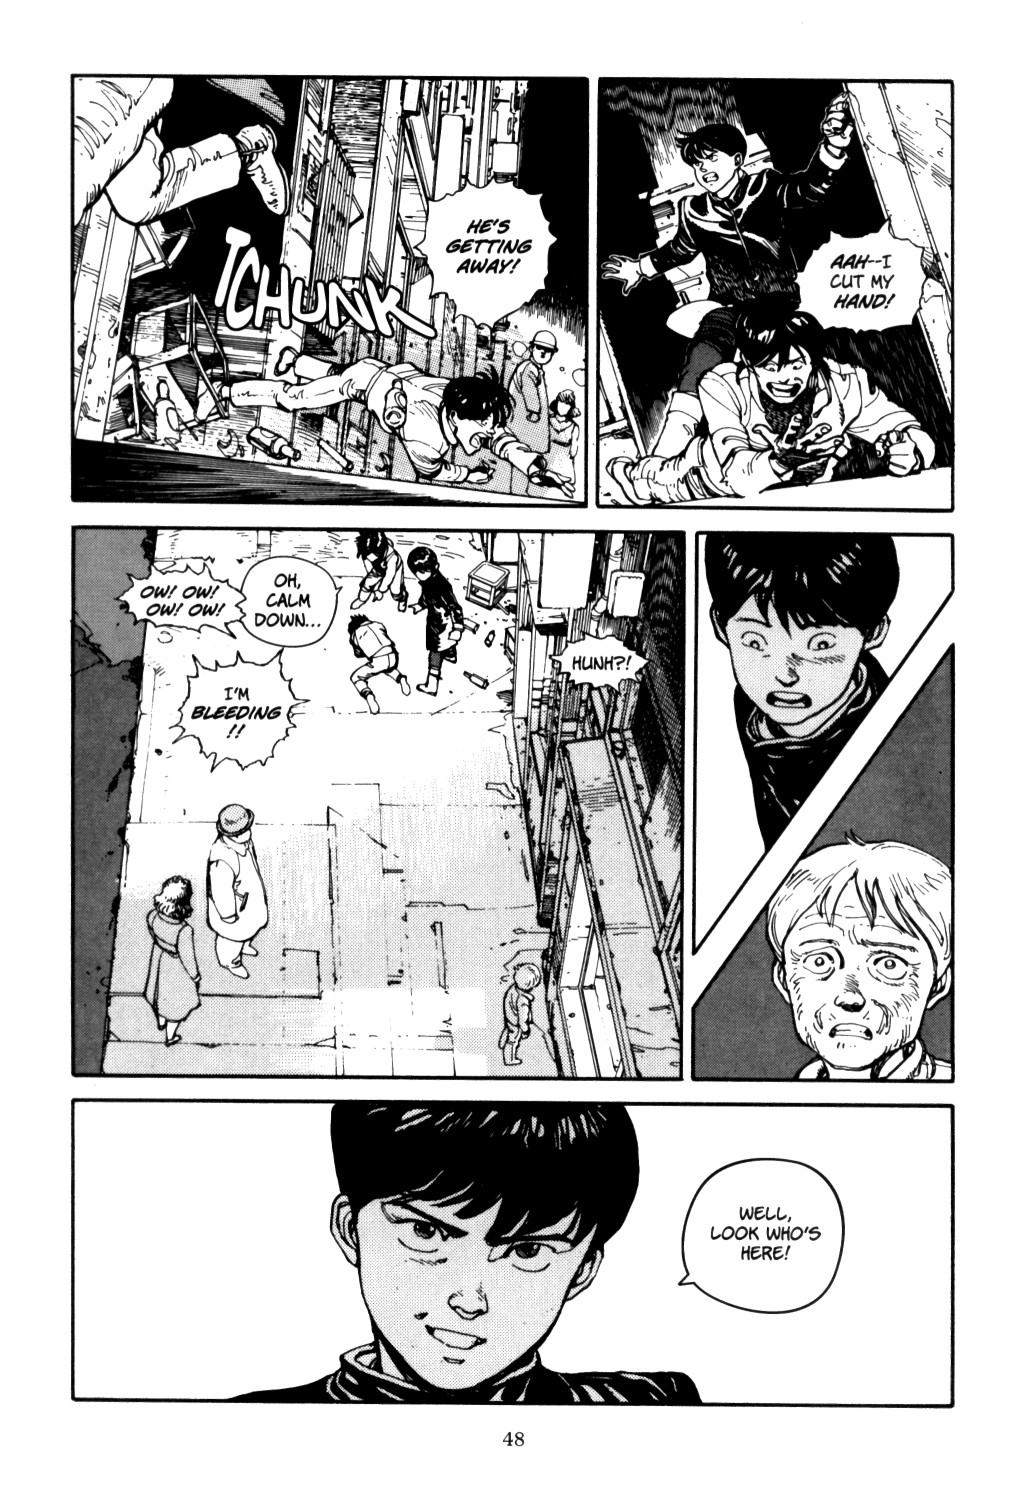 HE'S
GETTING
AWAY!
TCHUNK
AAH--I
CUT MY
HAND!
OW! OW!
OW! OW!
OH,
CALM
DOWN...
I'M
BLEEDING
!!
HUNH?!
WELL,
LOOK WHO'S
HERE!
48